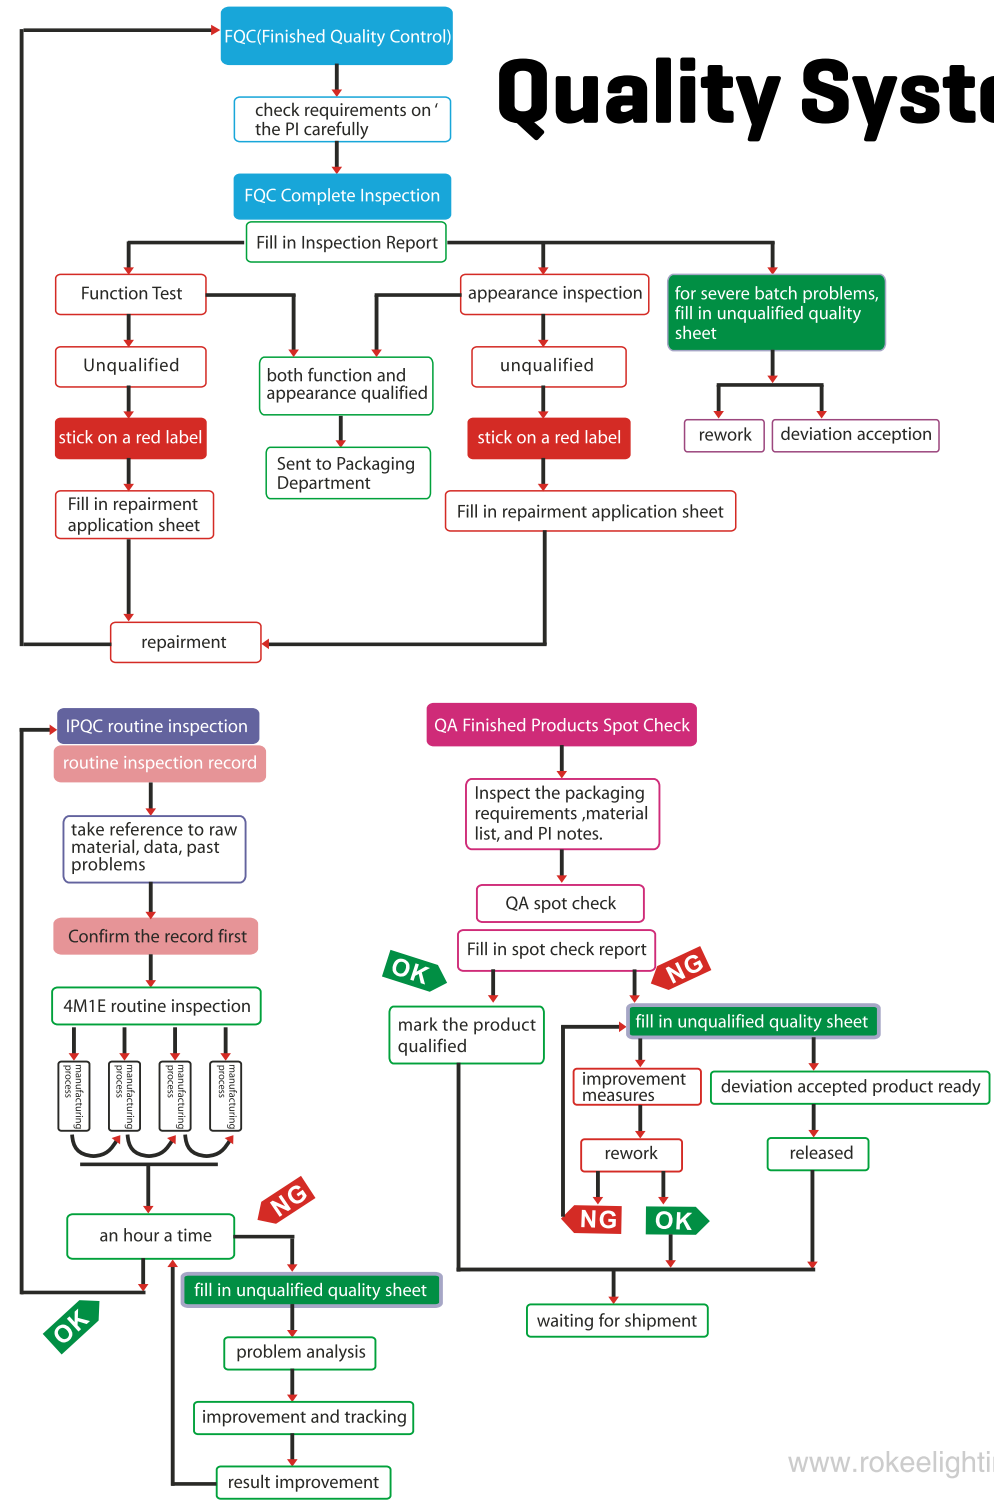 FQC(Finished Quality Control)
Quality Syste
check requirements on ‘
the PI carefully
FQC Complete Inspection
Fill in Inspection Report
Function Test
appearance inspection
for severe batch problems,
fill in unqualified quality
sheet
Unqualified
both function and
appearance qualified
unqualified
stick on a red label
stick on a red label
rework
deviation acception
Sent to Packaging
Department
Fill in repairment
application sheet
Fill in repairment application sheet
repairment
IPQC routine inspection
routine inspection record
take reference to raw
material, data, past
problems
Confirm the record first
4M1E routine inspection
manufacturing
process
manufacturing
process
manufacturing
process
manufacturing
process
NG
an hour a time
OK
fill in unqualified quality sheet
problem analysis
improvement and tracking
result improvement
QA Finished Products Spot Check
Inspect the packaging
requirements ,material
list, and PI notes.
QA spot check
Fill in spot check report
OK
NG
mark the product
qualified
fill in unqualified quality sheet
improvement
measures
deviation accepted product ready
rework
released
NG
OK
waiting for shipment
www.rokeelighti